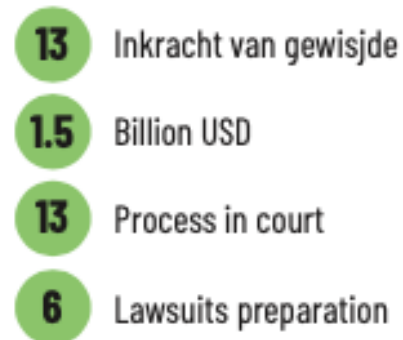 13 Inkracht van gewisjde
1.5 Billion USD
13 Process in court
6 Lawsuits preparation